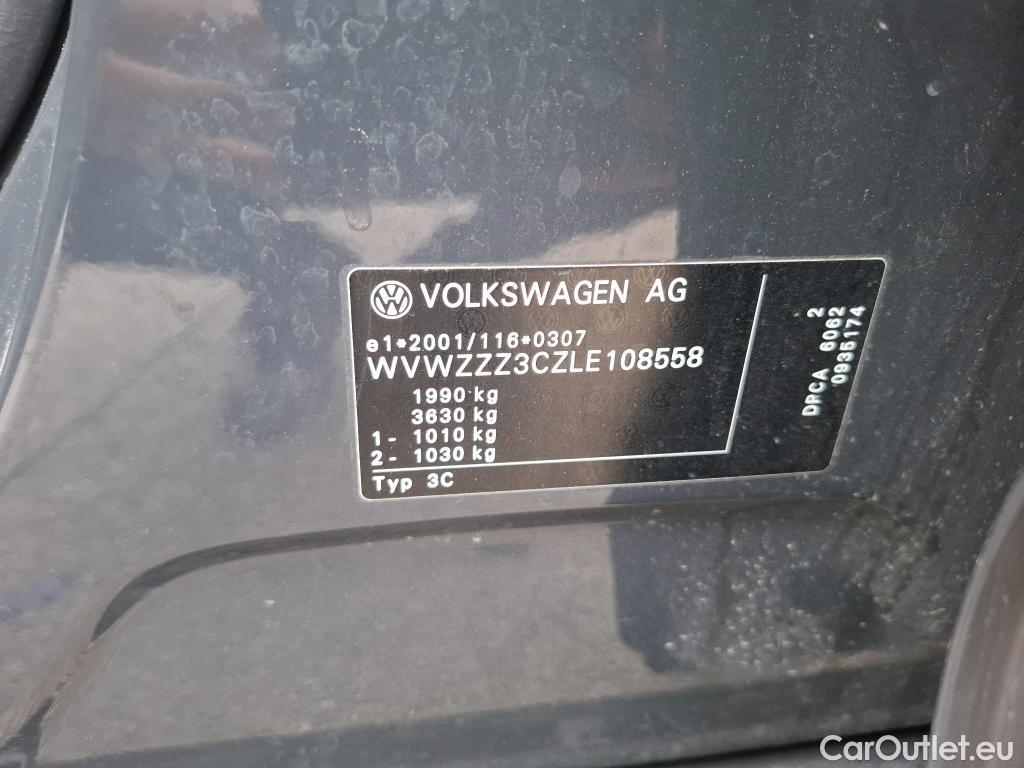 VOLKSWAGEN AG
e1*2001/116*0307
WVWZZZ3CZLE108558
1990 kg
3630 kg
1- 1010 kg
2- 1030 kg
Typ 3C
2
DPCA 6062
0935174
CarOutlet.eu